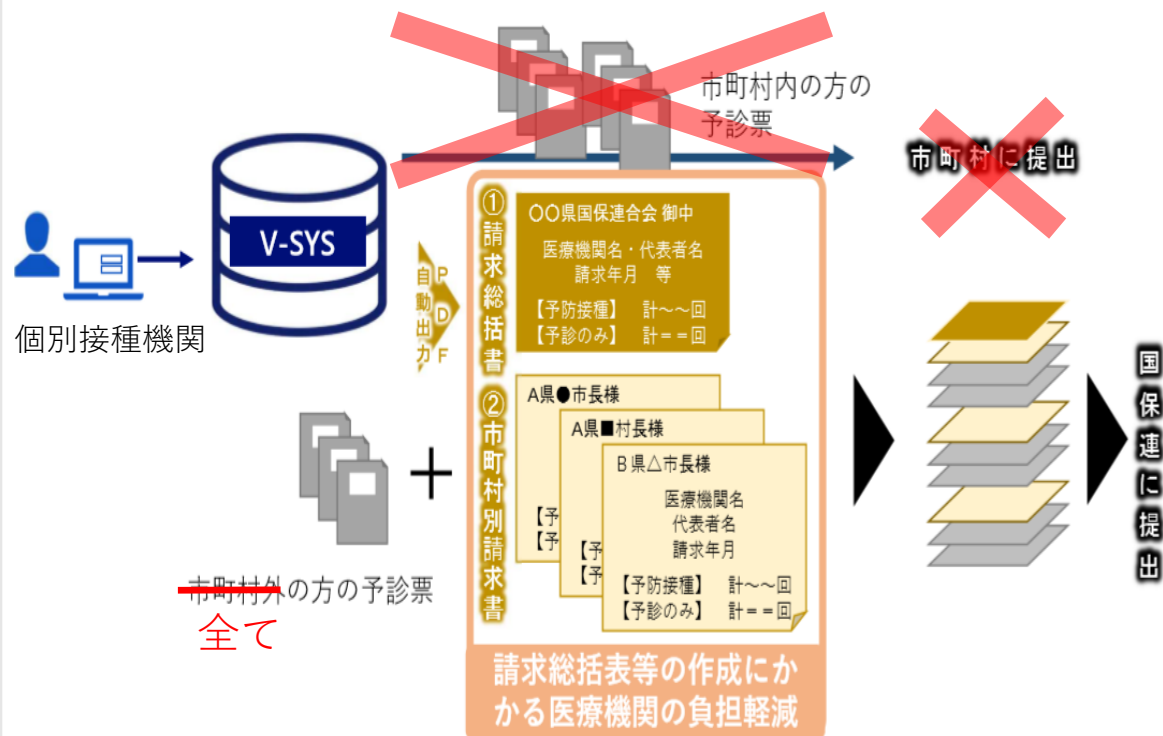 市町村内の方の
予診票
市町村に提出
V-SYS
個別接種機関
PDF
自動出力
①請求総括書
〇〇県国保連合会 御中
医療機関名・代表者名
請求年月 等
【予防接種】 計～～回
【予診のみ】 計＝＝回
②市町村別請求書
A県●市長様
【予
【予
A県■村長様
【予
【予
B県△市長様
医療機関名
代表者名
請求年月
【予防接種】 計～～回
【予診のみ】 計＝＝回
市町村外の方の予診票
全て
＋
国保連に提出
請求総括表等の作成にか
かる医療機関の負担軽減